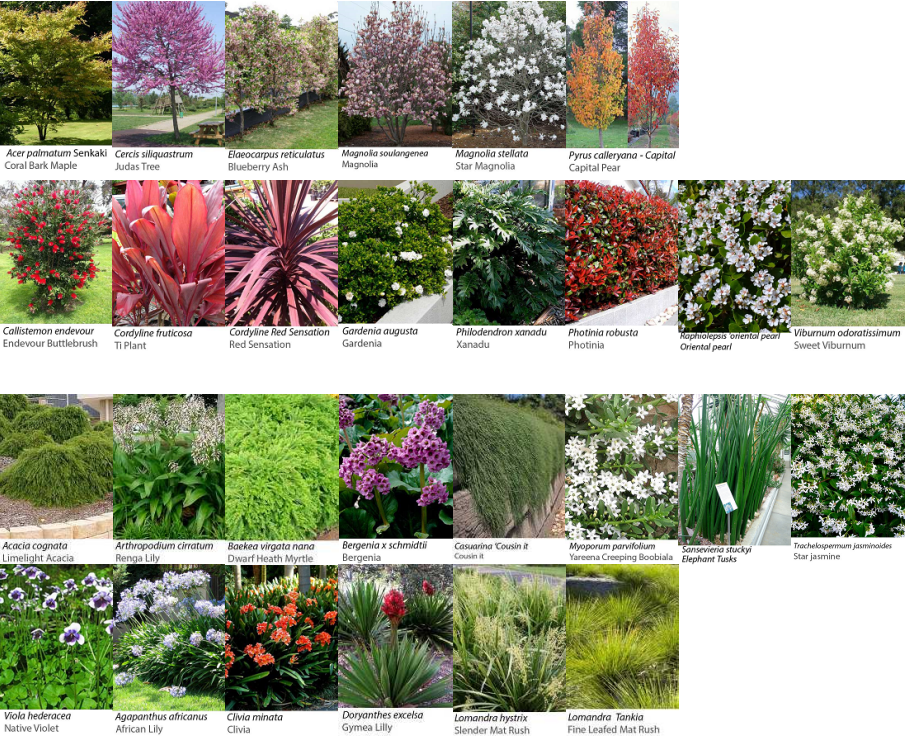 Acer palmatum Senkaki
Coral Bark Maple
Cercis siliquastrum
Judas Tree
Elaeocarpus reticulatus
Blueberry Ash
Magnolia soulangenea
Magnolia
Magnolia stellata
Star Magnolia
Pyrus calleryana - Capital
Capital Pear
Callistemon endevour
Endevour Buttlebrush
Cordyline fruticosa
Ti Plant
Cordyline Red Sensation
Red Sensation
Gardenia augusta
Gardenia
Philodendron xanadu
Xanadu
Photinia robusta
Photinia
Raphiolepsis 'oriental pearl'
Oriental pearl
Viburnum odoratissimum
Sweet Viburnum
Acacia cognata
Limelight Acacia
Arthropodium cirratum
Renga Lily
Baekea virgata nana
Dwarf Heath Myrtle
Bergenia x schmidtii
Bergenia
Casuarina 'Cousin it
Cousin it
Myoporum parvifolium
Yareena Creeping Boobiala
Sansevieria stuckyi
Elephant Tusks
Trachelospermum jasminoides
Star jasmine
Viola hederacea
Native Violet
Agapanthus africanus
African Lily
Clivia minata
Clivia
Doryanthes excelsa
Gymea Lilly
Lomandra hystrix
Slender Mat Rush
Lomandra Tankia
Fine Leafed Mat Rush